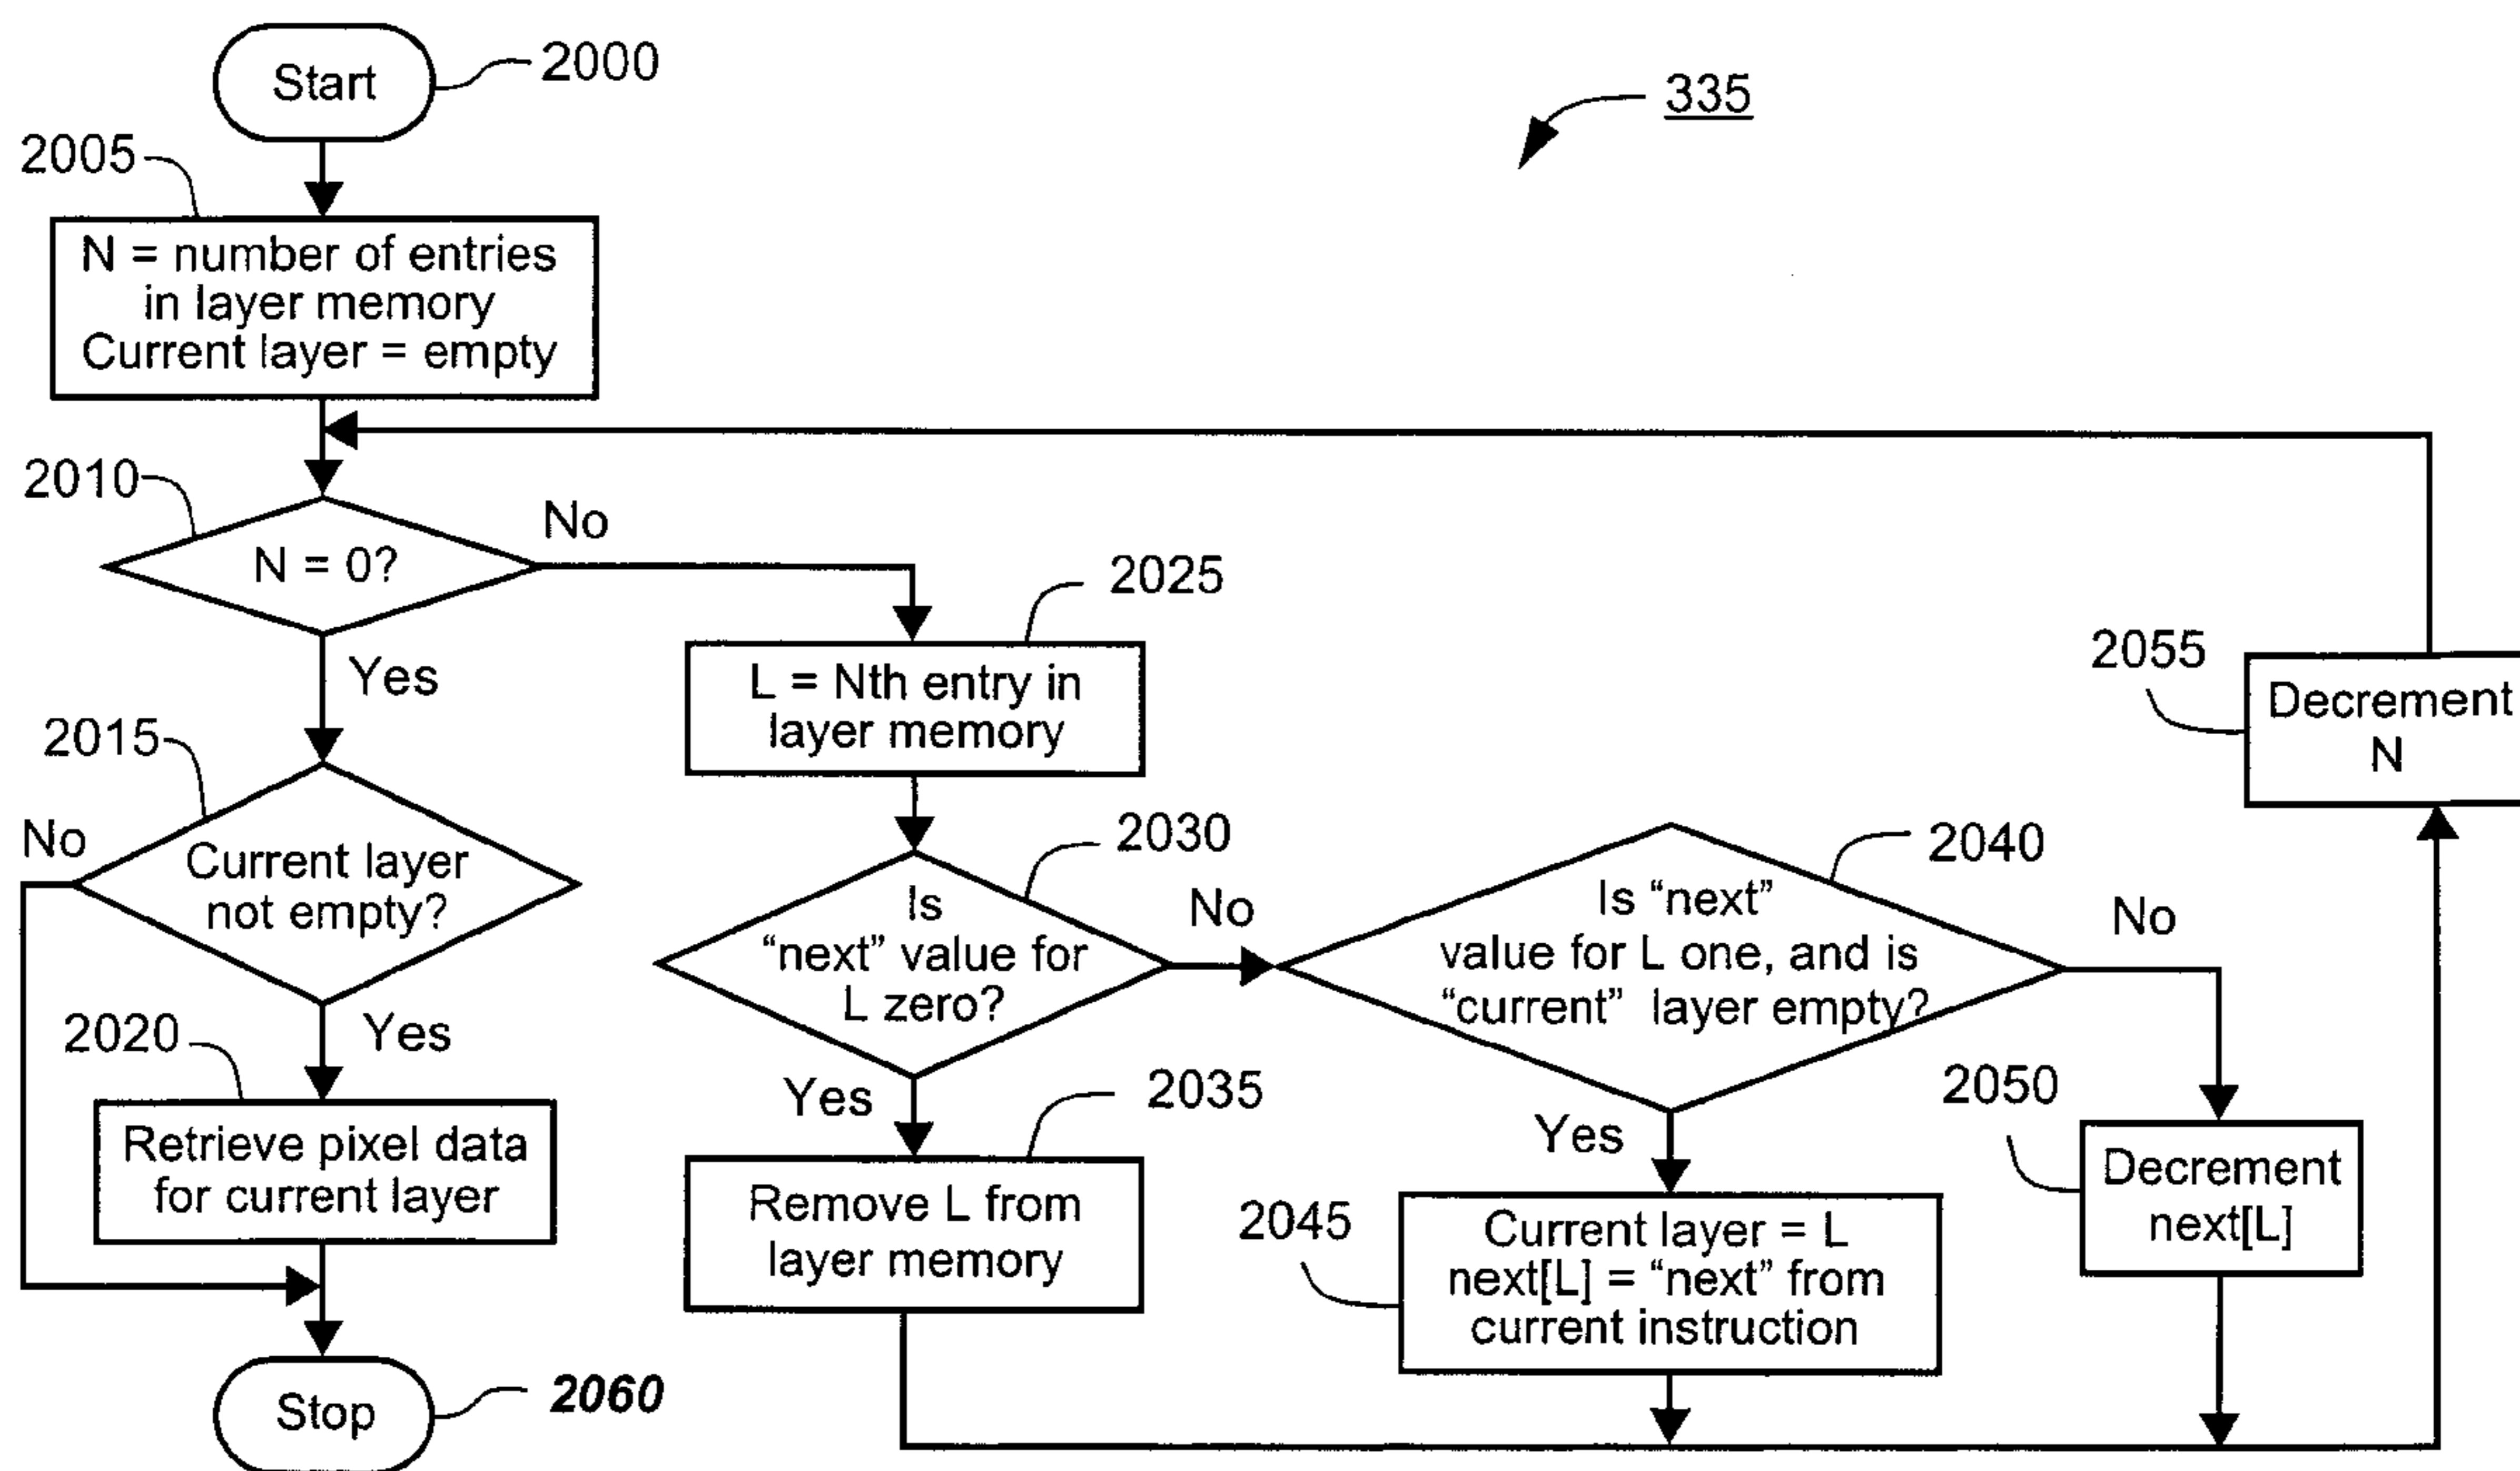 Start
2000
335
2005
N = number of entries
in layer memory
Current layer = empty
2010
N = 0?
No
Yes
2025
L = Nth entry in
layer memory
2055
Decrement
N
2015
No
Current layer
not empty?
Yes
2020
Retrieve pixel data
for current layer
2030
Is
“next” value for
L zero?
No
Yes
2035
Remove L from
layer memory
2040
Is “next”
value for L one, and is
“current” layer empty?
No
Yes
2045
Current layer = L
next[L] = “next” from
current instruction
2050
Decrement
next[L]
Stop
2060